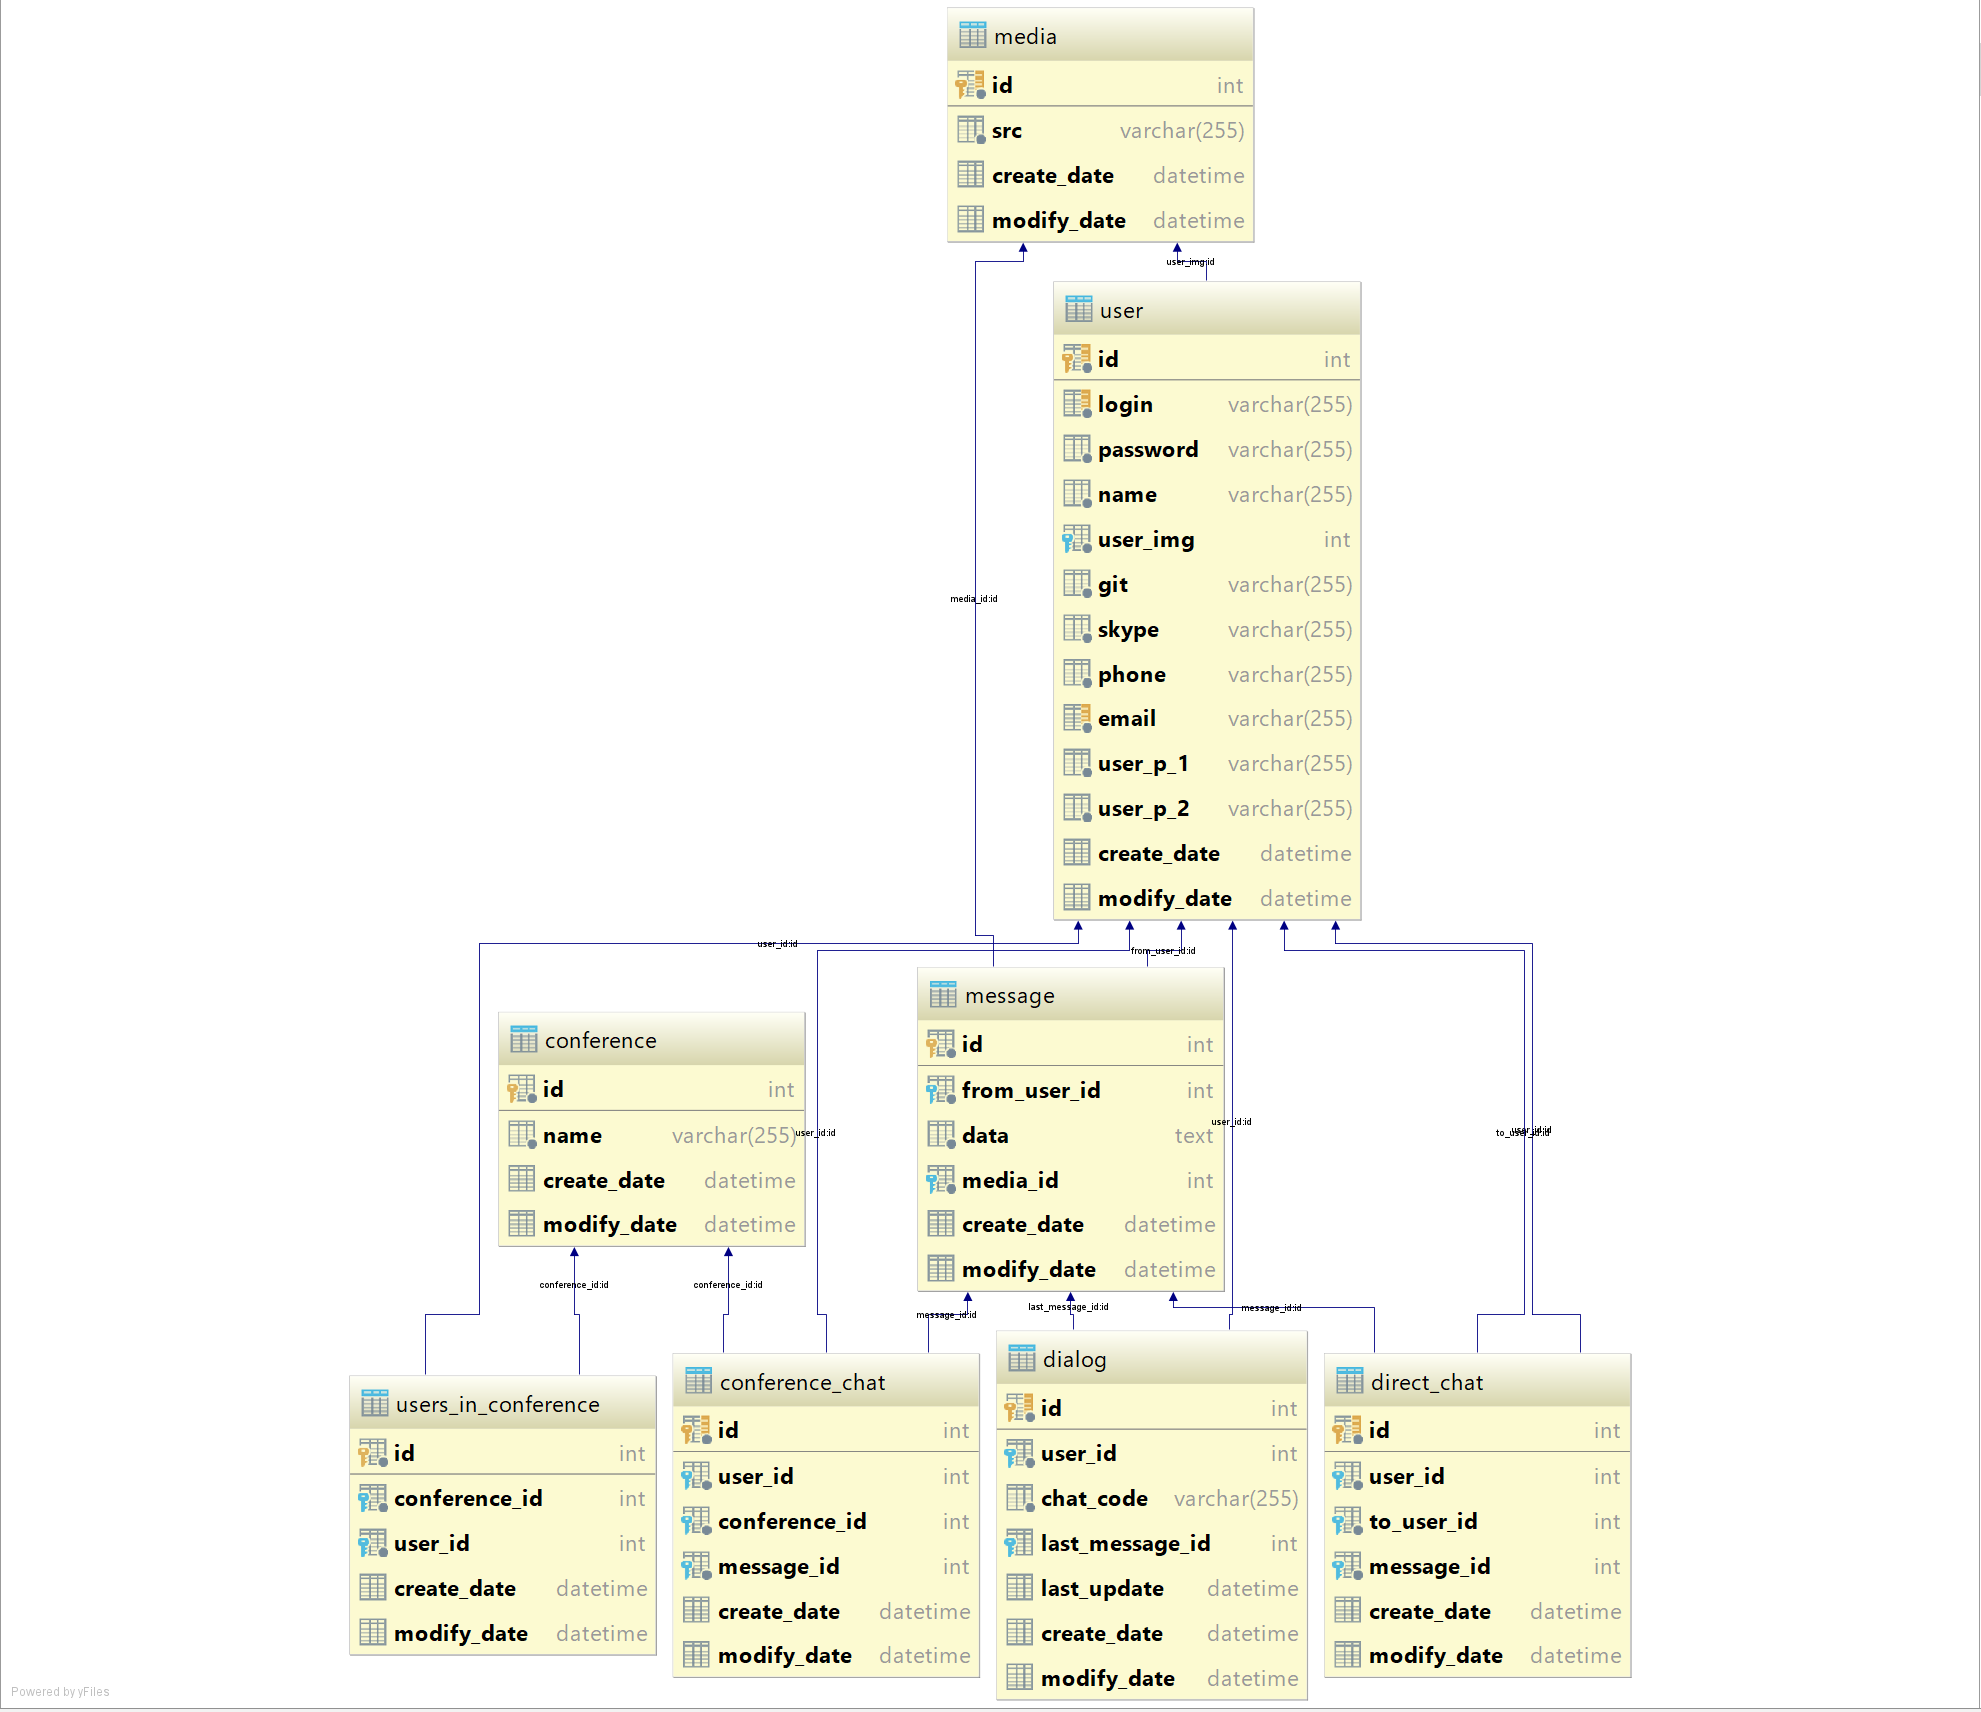 media
id int
src varchar(255)
create_date datetime
modify_date datetime
user_img:id
user
id int
login varchar(255)
password varchar(255)
name varchar(255)
user_img int
git varchar(255)
skype varchar(255)
phone varchar(255)
email varchar(255)
user_p_1 varchar(255)
user_p_2 varchar(255)
create_date datetime
modify_date datetime
media_id:id
user_id:id
from_user_id:id
message
id int
from_user_id int
data text
media_id int
create_date datetime
modify_date datetime
conference
id int
name varchar(255)
create_date datetime
modify_date datetime
user_id:id
user_id:id
user_id:id
to_user_id:id
conference_id:id
conference_id:id
message_id:id
last_message_id:id
message_id:id
users_in_conference
id int
conference_id int
user_id int
create_date datetime
modify_date datetime
conference_chat
id int
user_id int
conference_id int
message_id int
create_date datetime
modify_date datetime
dialog
id int
user_id int
chat_code varchar(255)
last_message_id int
last_update datetime
create_date datetime
modify_date datetime
direct_chat
id int
user_id int
to_user_id int
message_id int
create_date datetime
modify_date datetime
Powered by yFiles